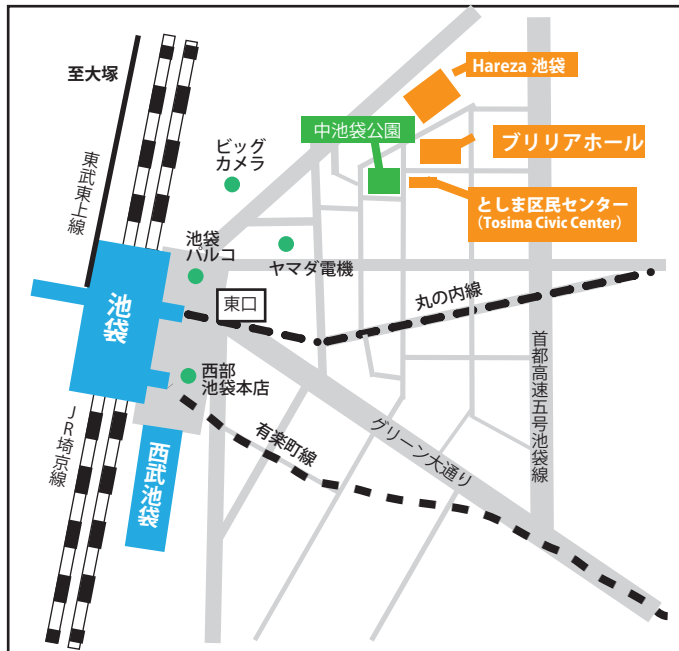 Hareza 池袋
至大塚
中池袋公園
ブリリアホール
ビッグ
カメラ
東武東上線
としま区民センター
(Tosima Civic Center)
池袋
パルコ
ヤマダ電機
東口
丸の内線
池袋
首都高速五号池袋線
西部
池袋本店
グリーン大通り
有楽町線
JR埼京線
西武池袋